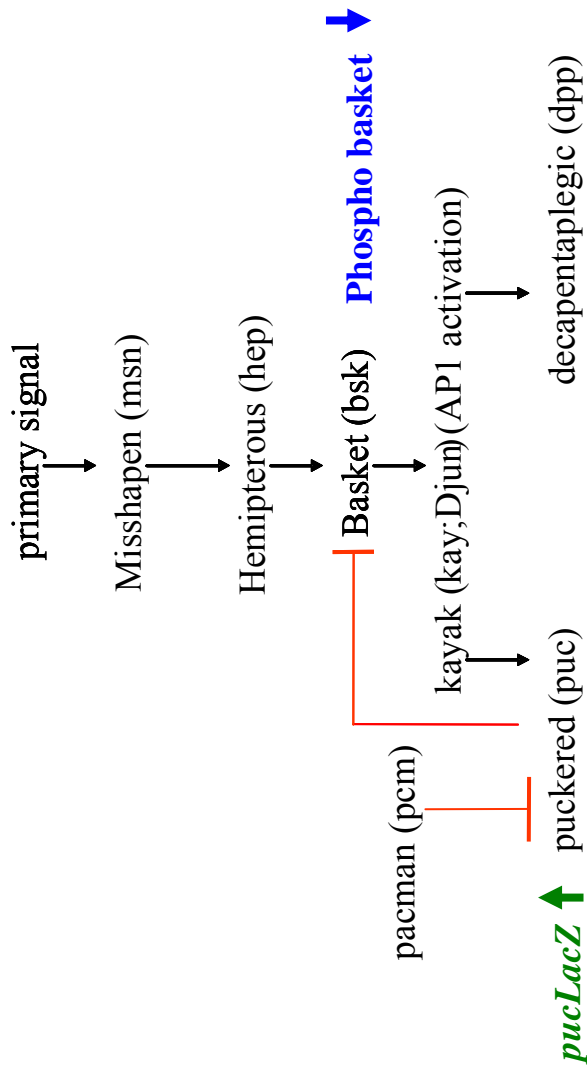 primary signal
Misshapen (msn)
Hemipterous (hep)
Basket (bsk)
Phospho basket
kayak (kay;Djun)(AP1 activation)
pacman (pcm)
puckered (puc)
decapentaplegic (dpp)
pucLacZ